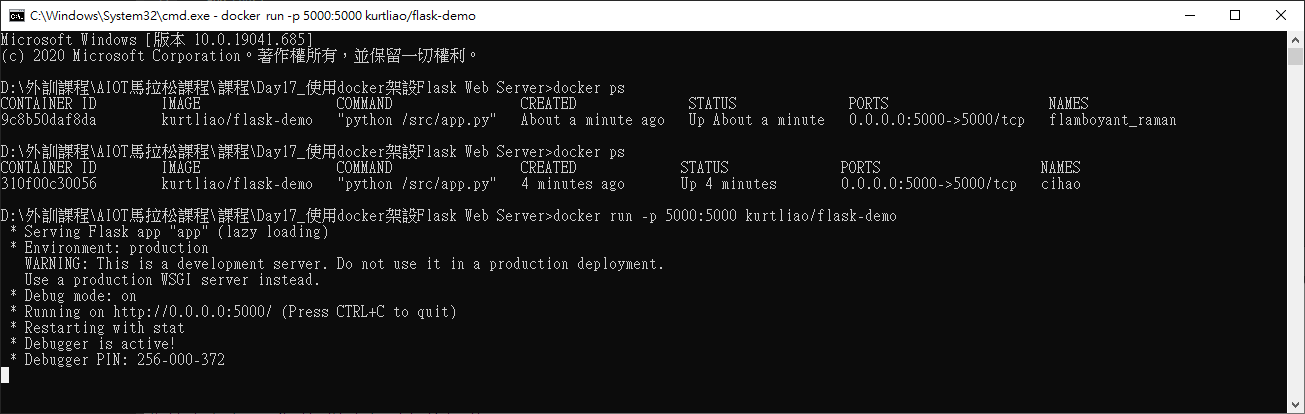 C:\Windows\System32\cmd.exe - docker run -p 5000:5000 kurtliao/flask-demo
Microsoft Windows [版本 10.0.19041.685]
(c) 2020 Microsoft Corporation。著作權所有，並保留一切權利。
D:\外訓課程\AIOT馬拉松課程\課程\Day17_使用docker架設Flask Web Server>docker ps
CONTAINER ID IMAGE COMMAND CREATED STATUS PORTS NAMES
9c8b50daf8da kurtliao/flask-demo "python /src/app.py" About a minute ago Up About a minute 0.0.0.0:5000->5000/tcp flamboyant_raman
D:\外訓課程\AIOT馬拉松課程\課程\Day17_使用docker架設Flask Web Server>docker ps
CONTAINER ID IMAGE COMMAND CREATED STATUS PORTS NAMES
310f00c30056 kurtliao/flask-demo "python /src/app.py" 4 minutes ago Up 4 minutes 0.0.0.0:5000->5000/tcp cihao
D:\外訓課程\AIOT馬拉松課程\課程\Day17_使用docker架設Flask Web Server>docker run -p 5000:5000 kurtliao/flask-demo
* Serving Flask app "app" (lazy loading)
* Environment: production
WARNING: This is a development server. Do not use it in a production deployment.
Use a production WSGI server instead.
* Debug mode: on
* Running on http://0.0.0.0:5000/ (Press CTRL+C to quit)
* Restarting with stat
* Debugger is active!
* Debugger PIN: 256-000-372